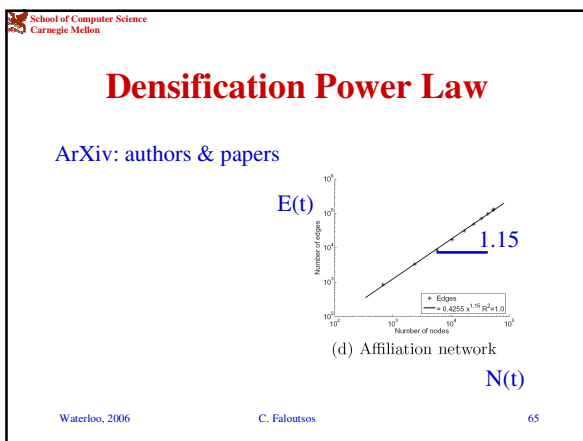 School of Computer Science
Carnegie Mellon
Densification Power Law
ArXiv: authors & papers
E(t)
10^6
10^5
10^4
10^3
10^2
Number of edges
1.15
Edges
= 0.4255 x^1.15 R^2=1.0
10^2 10^3 10^4 10^5
Number of nodes
(d) Affiliation network
N(t)
Waterloo, 2006 C. Faloutsos 65